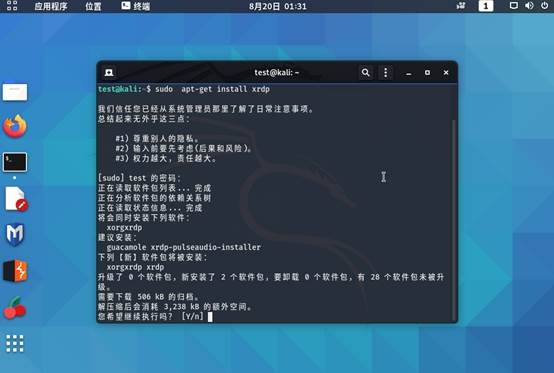 应用程序 位置 终端 8月20日 01:31 1
test@kali: ~
test@kali:~$ sudo  apt-get install xrdp
我们信任您已经从系统管理员那里了解了日常注意事项。
总结起来无外乎这三点：
#1) 尊重别人的隐私。
#2) 输入前要先考虑(后果和风险)。
#3) 权力越大，责任越大。
[sudo] test 的密码：
正在读取软件包列表... 完成
正在分析软件包的依赖关系树
正在读取状态信息... 完成
将会同时安装下列软件：
xorgxrdp
建议安装：
guacamole xrdp-pulseaudio-installer
下列【新】软件包将被安装：
xorgxrdp xrdp
升级了 0 个软件包，新安装了 2 个软件包，要卸载 0 个软件包，有 28 个软件包未被升
级。
需要下载 506 kB 的归档。
解压缩后会消耗 3,238 kB 的额外空间。
您希望继续执行吗？ [Y/n]